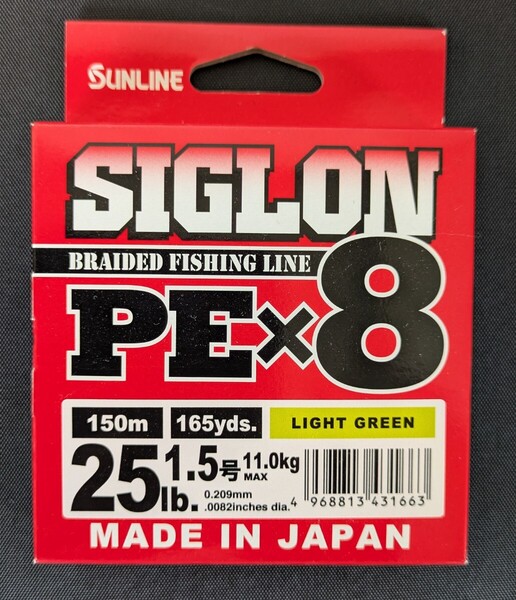 SUNLINE
SIGLON
BRAIDED FISHING LINE
PE×8
150m 165yds. LIGHT GREEN
25lb. 1.5号 11.0kg MAX
0.209mm
.0082inches dia.
4 968813 431663
MADE IN JAPAN